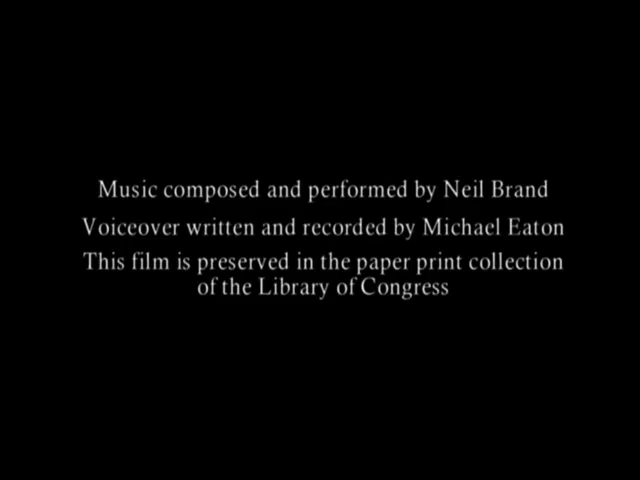 Music composed and performed by Neil Brand
Voiceover written and recorded by Michael Eaton
This film is preserved in the paper print collection
of the Library of Congress